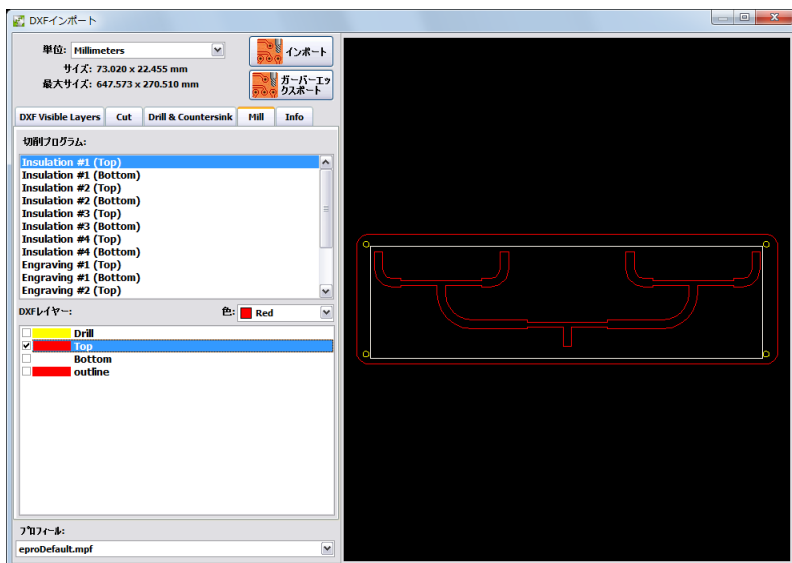 DXFインポート
単位: Millimeters
インポート
サイズ: 73.020 x 22.455 mm
最大サイズ: 647.573 x 270.510 mm
ガーバーエッ
クスポート
DXF Visible Layers Cut Drill & Countersink Mill Info
切削プログラム:
Insulation #1 (Top)
Insulation #1 (Bottom)
Insulation #2 (Top)
Insulation #2 (Bottom)
Insulation #3 (Top)
Insulation #3 (Bottom)
Insulation #4 (Top)
Insulation #4 (Bottom)
Engraving #1 (Top)
Engraving #1 (Bottom)
Engraving #2 (Top)
DXFレイヤー: 色: Red
Drill
Top
Bottom
outline
プロフィール:
eproDefault.mpf